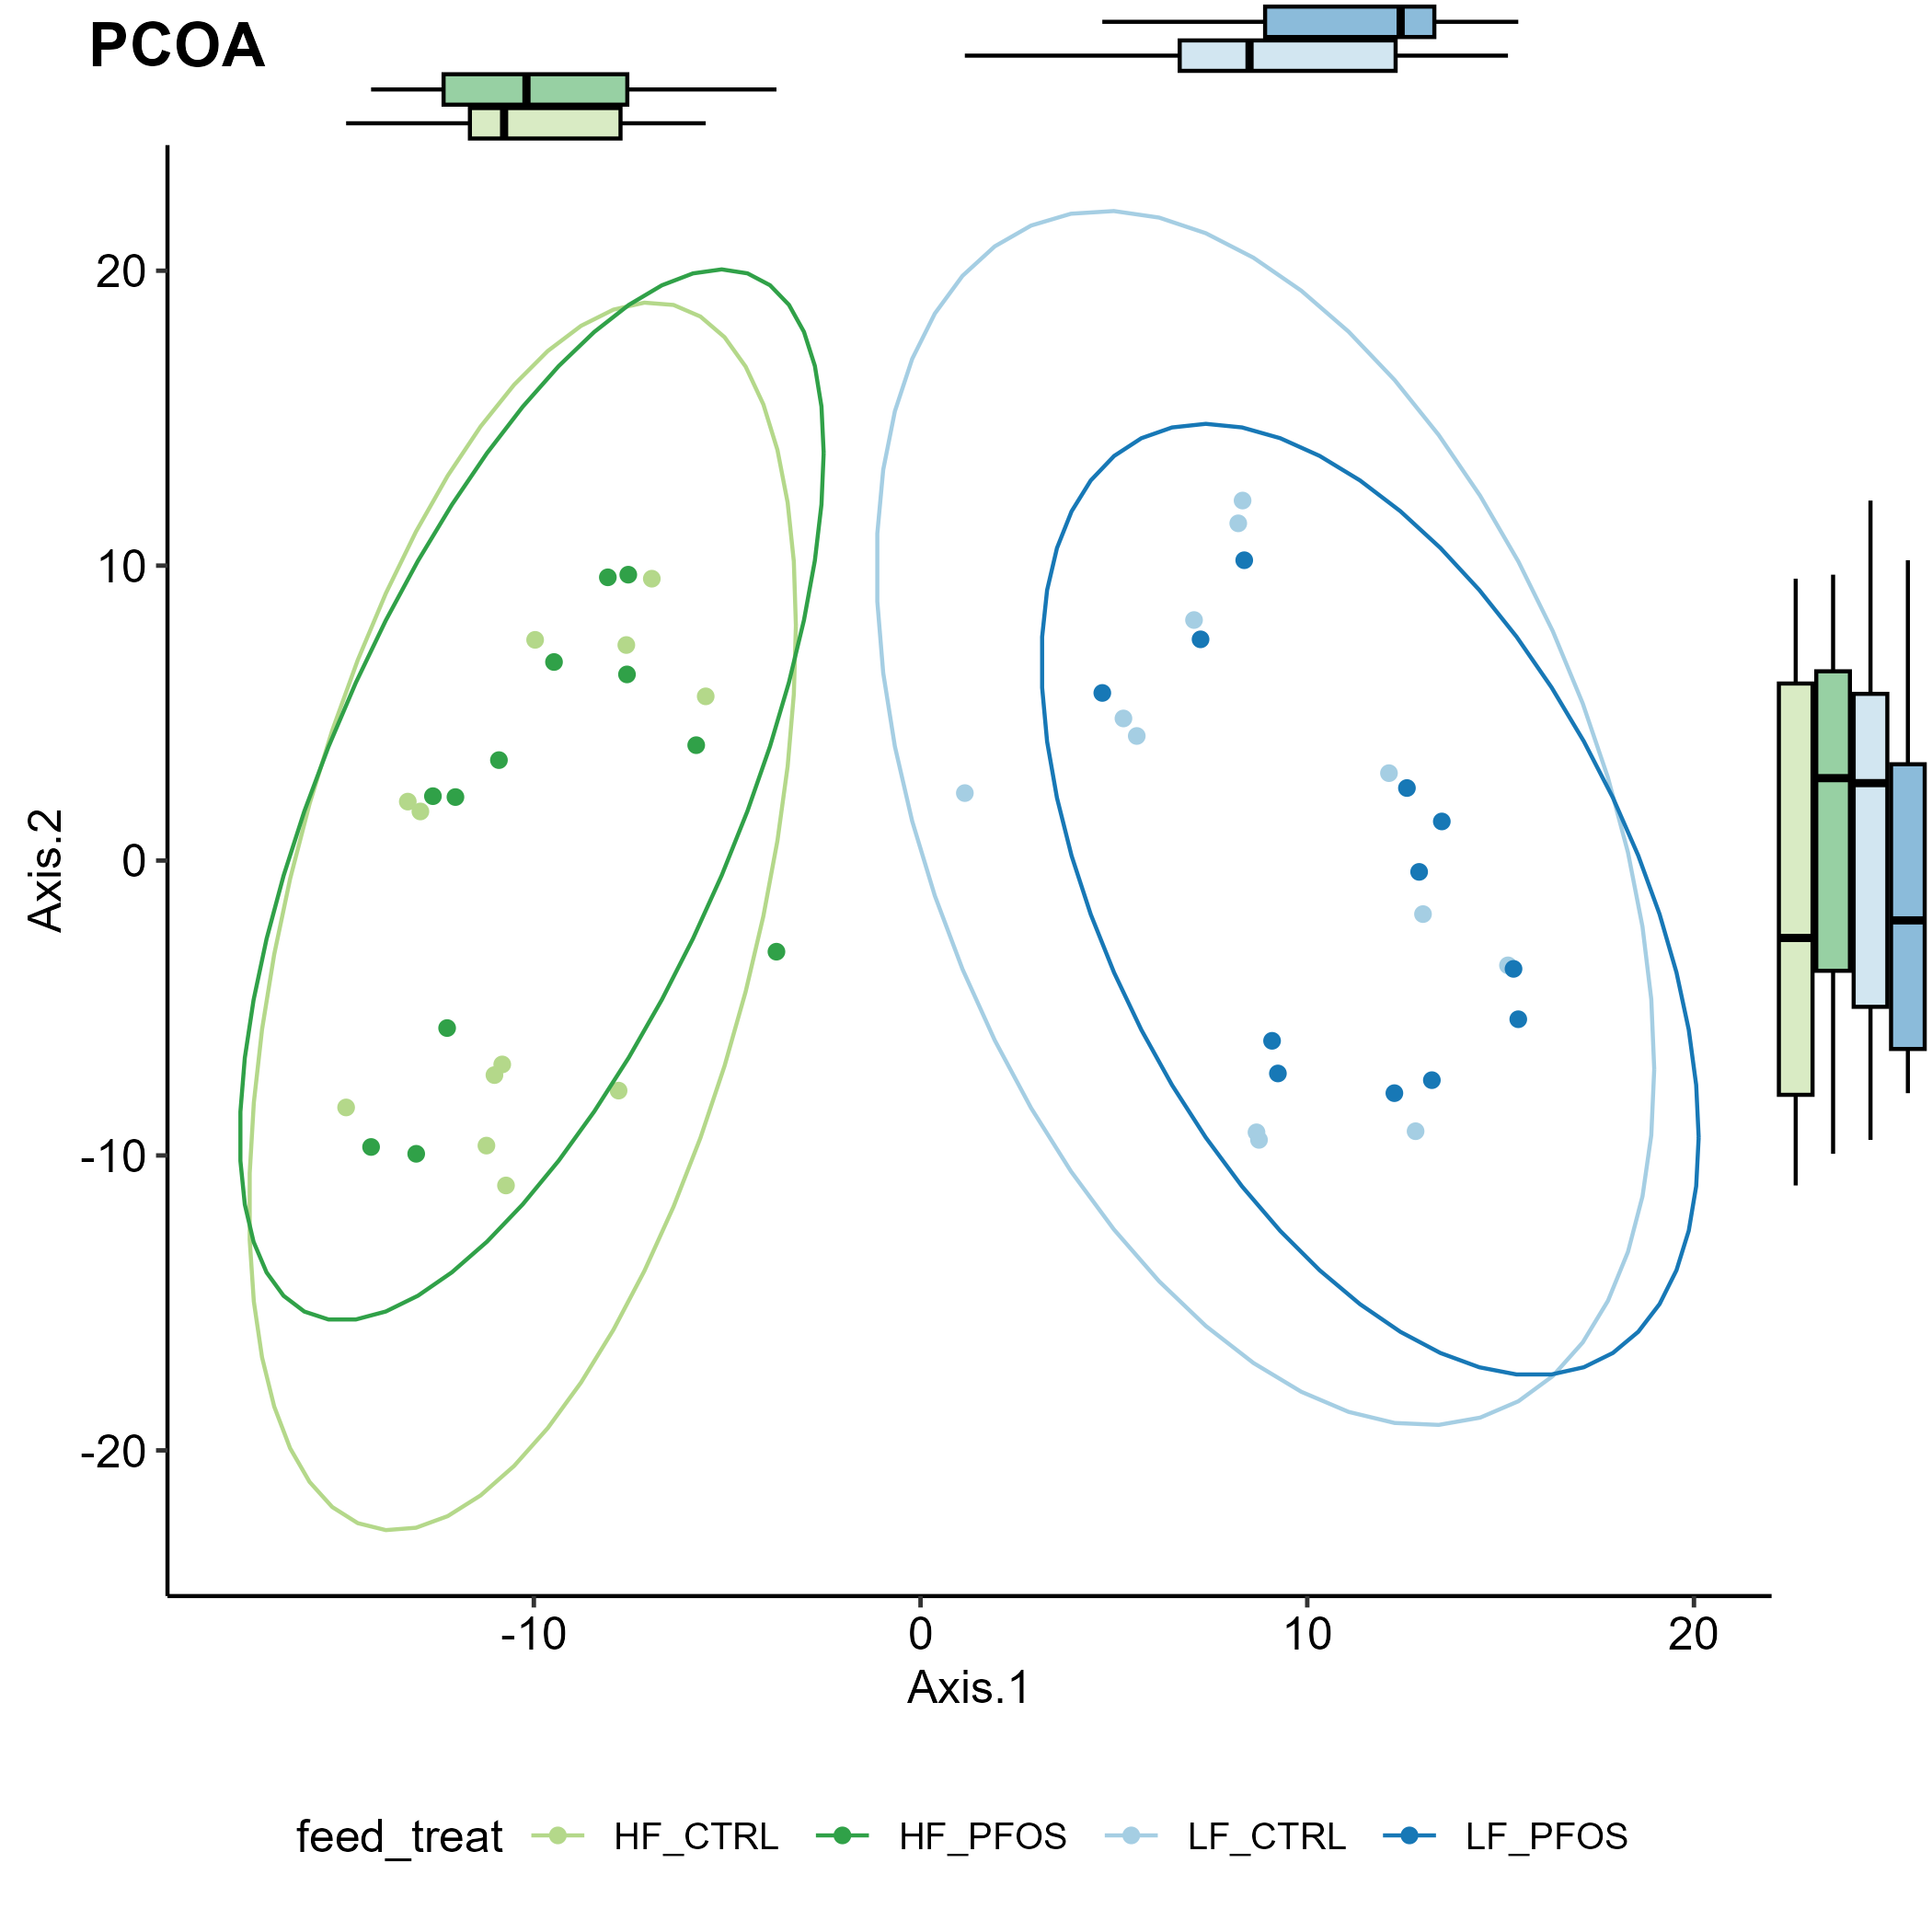 PCOA
20
10
0
-10
-20
Axis.2
-10 0 10 20
Axis.1
feed_treat HF_CTRL HF_PFOS LF_CTRL LF_PFOS